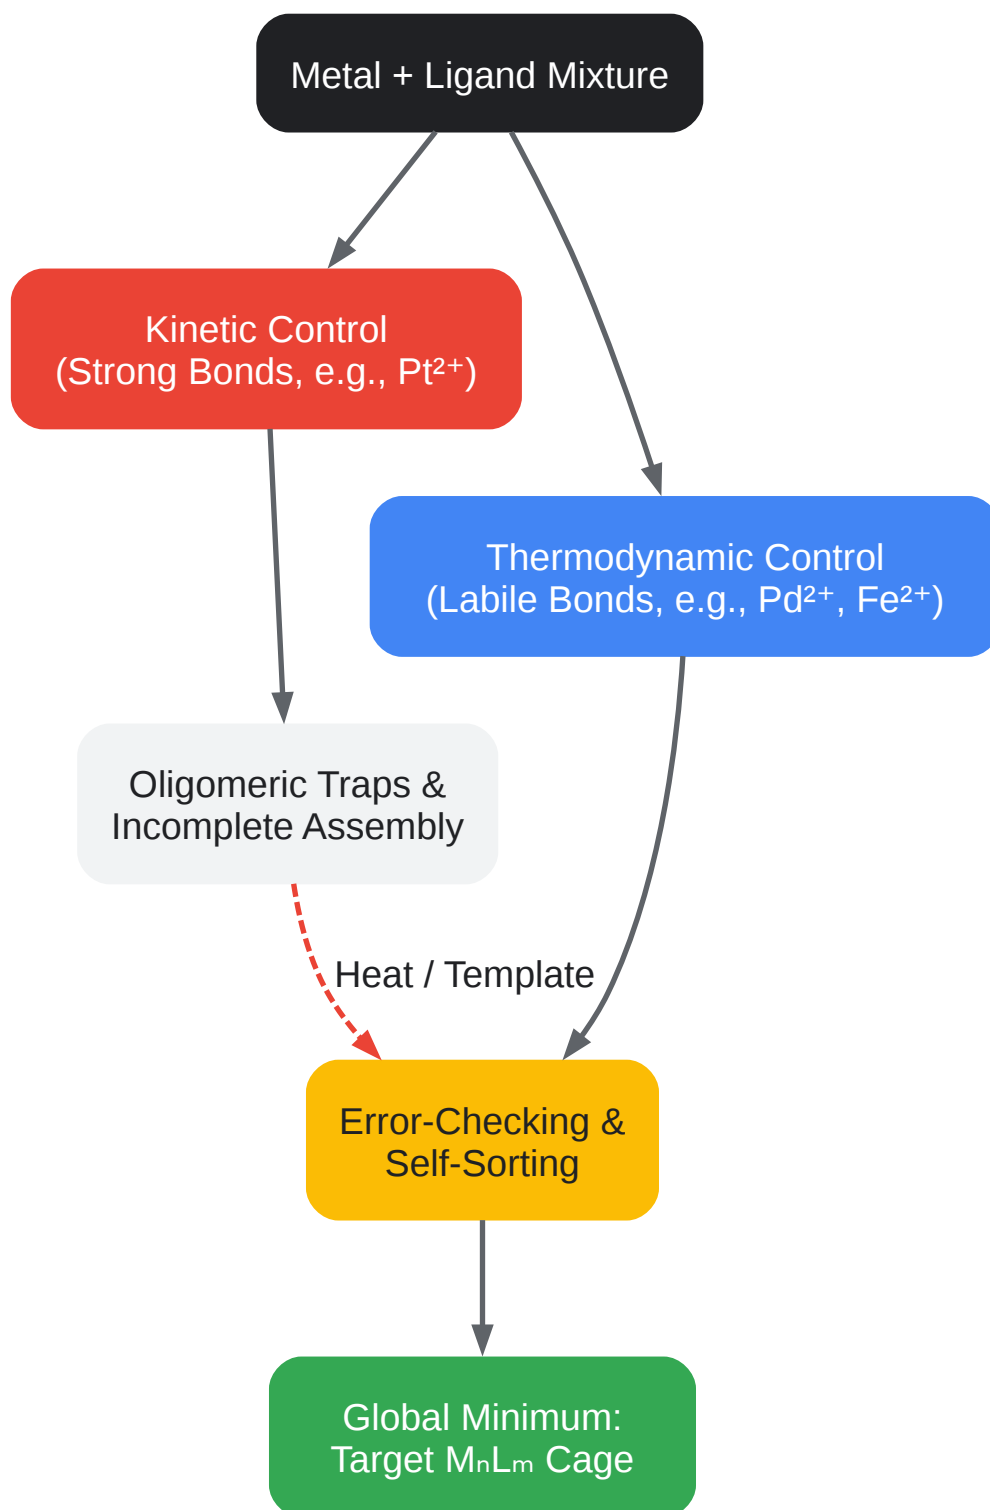 Metal + Ligand Mixture
Kinetic Control
(Strong Bonds, e.g., Pt²⁺)
Thermodynamic Control
(Labile Bonds, e.g., Pd²⁺, Fe²⁺)
Oligomeric Traps &
Incomplete Assembly
Heat / Template
Error-Checking &
Self-Sorting
Global Minimum:
Target MₙLₘ Cage